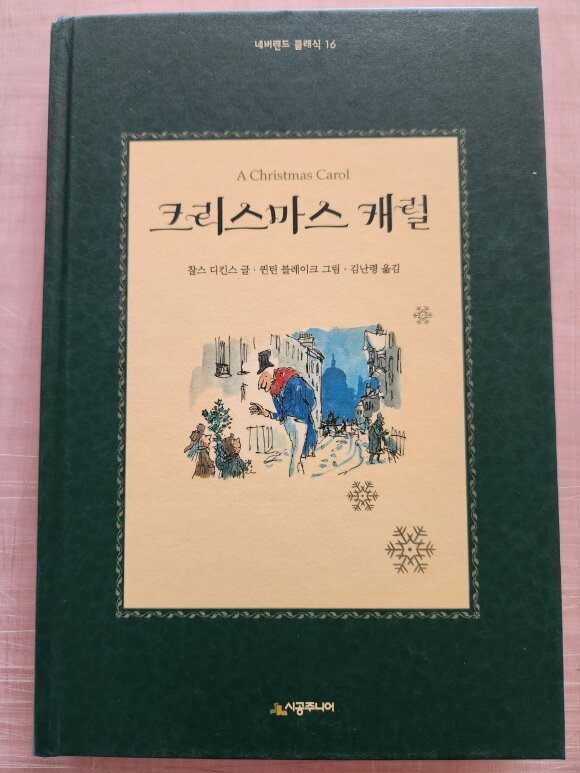 네버랜드 클래식 16
A Christmas Carol
크리스마스 캐럴
찰스 디킨스 글 · 퀸틴 블레이크 그림 · 김난령 옮김
시공주니어